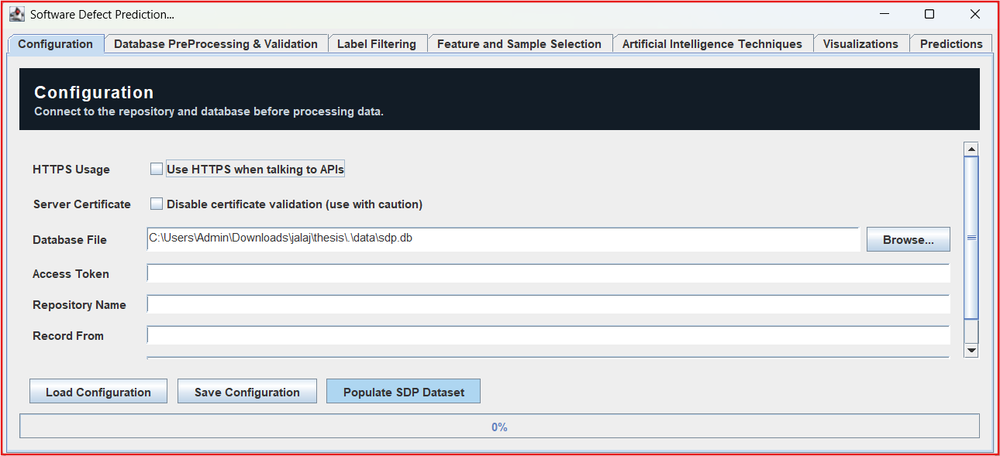 Software Defect Prediction...
Configuration Database PreProcessing & Validation Label Filtering Feature and Sample Selection Artificial Intelligence Techniques Visualizations Predictions
Configuration
Connect to the repository and database before processing data.
HTTPS Usage Use HTTPS when talking to APIs
Server Certificate Disable certificate validation (use with caution)
Database File C:\Users\Admin\Downloads\jalaj\thesis\.\data\sdp.db Browse...
Access Token
Repository Name
Record From
Load Configuration Save Configuration Populate SDP Dataset
0%